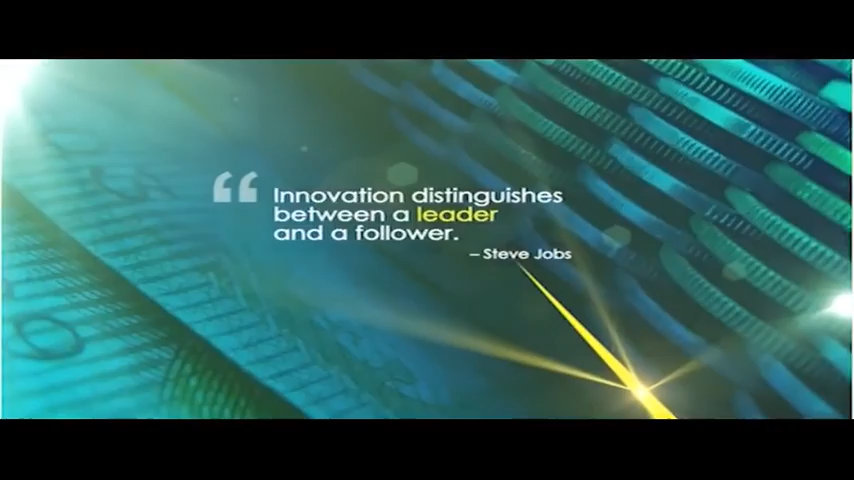 “ Innovation distinguishes
between a leader
and a follower.
– Steve Jobs